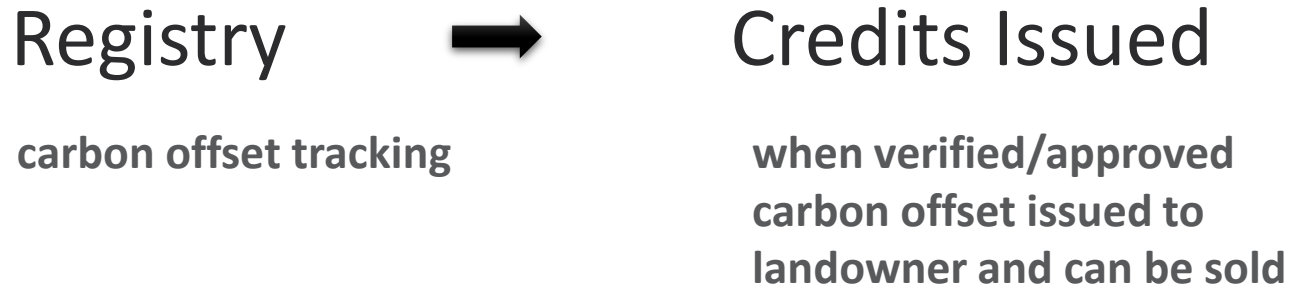 Registry
carbon offset tracking
Credits Issued
when verified/approved
carbon offset issued to
landowner and can be sold